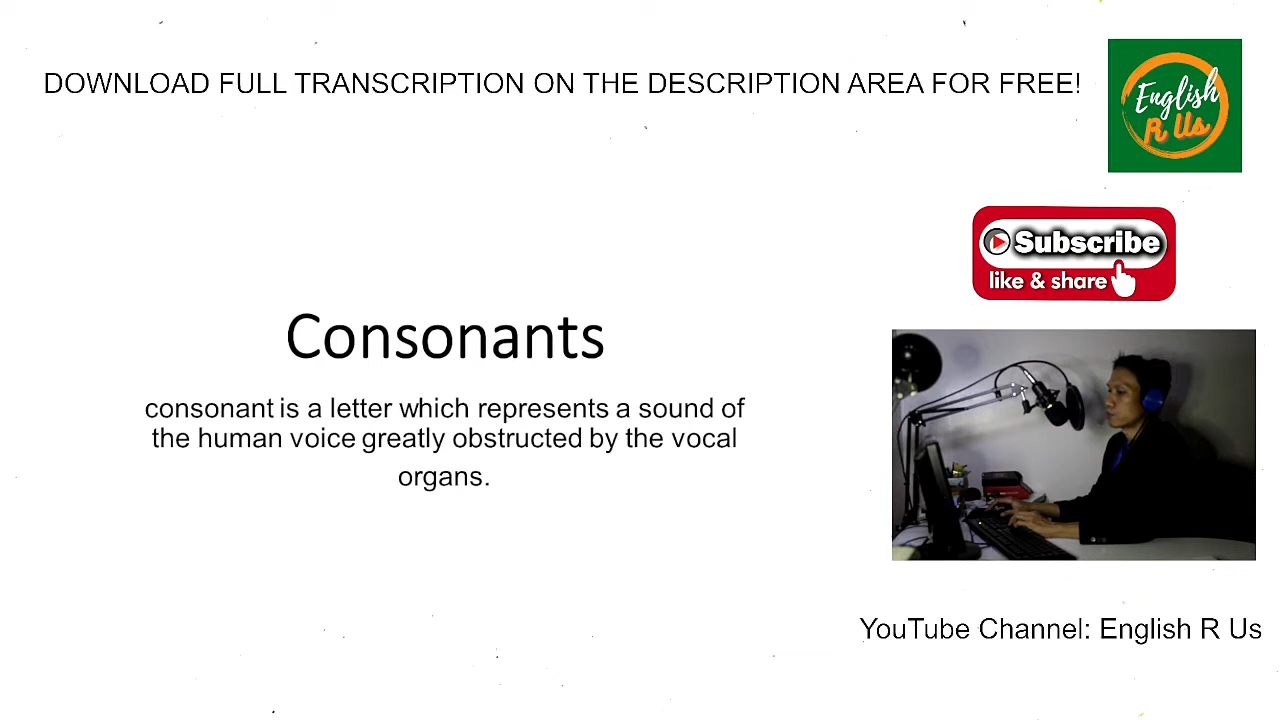 DOWNLOAD FULL TRANSCRIPTION ON THE DESCRIPTION AREA FOR FREE!
English
R Us
Subscribe
like & share
Consonants
consonant is a letter which represents a sound of
the human voice greatly obstructed by the vocal
organs.
YouTube Channel: English R Us